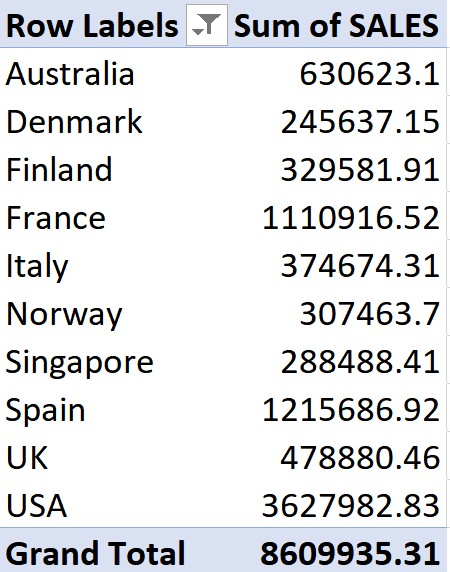 Row Labels Sum of SALES
Australia 630623.1
Denmark 245637.15
Finland 329581.91
France 1110916.52
Italy 374674.31
Norway 307463.7
Singapore 288488.41
Spain 1215686.92
UK 478880.46
USA 3627982.83
Grand Total 8609935.31